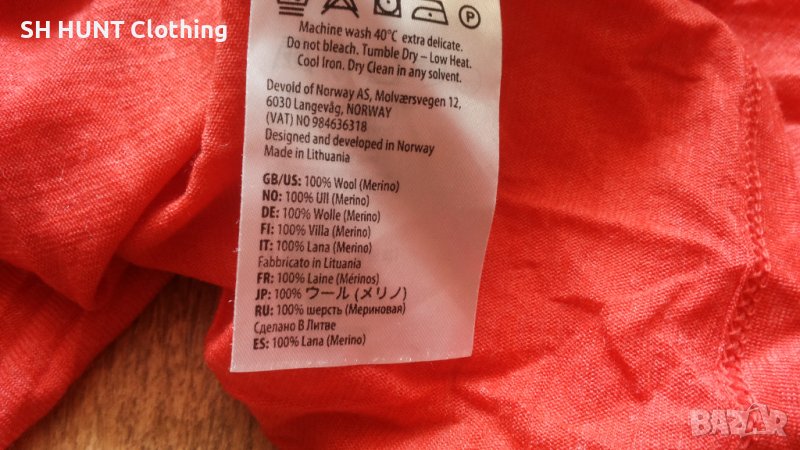 SH HUNT Clothing
P
Machine wash 40°C extra delicate.
Do not bleach. Tumble Dry – Low Heat.
Cool Iron. Dry Clean in any solvent.
Devold of Norway AS, Molværsvegen 12,
6030 Langevåg, NORWAY
(VAT) NO 984636318
Designed and developed in Norway
Made in Lithuania
GB/US: 100% Wool (Merino)
NO: 100% Ull (Merino)
DE: 100% Wolle (Merino)
FI: 100% Villa (Merino)
IT: 100% Lana (Merino)
Fabbricato in Lituania
FR: 100% Laine (Mérinos)
JP: 100% ウール (メリノ)
RU: 100% шерсть (Мериновая)
Сделано В Литве
ES: 100% Lana (Merino)
BAZAR